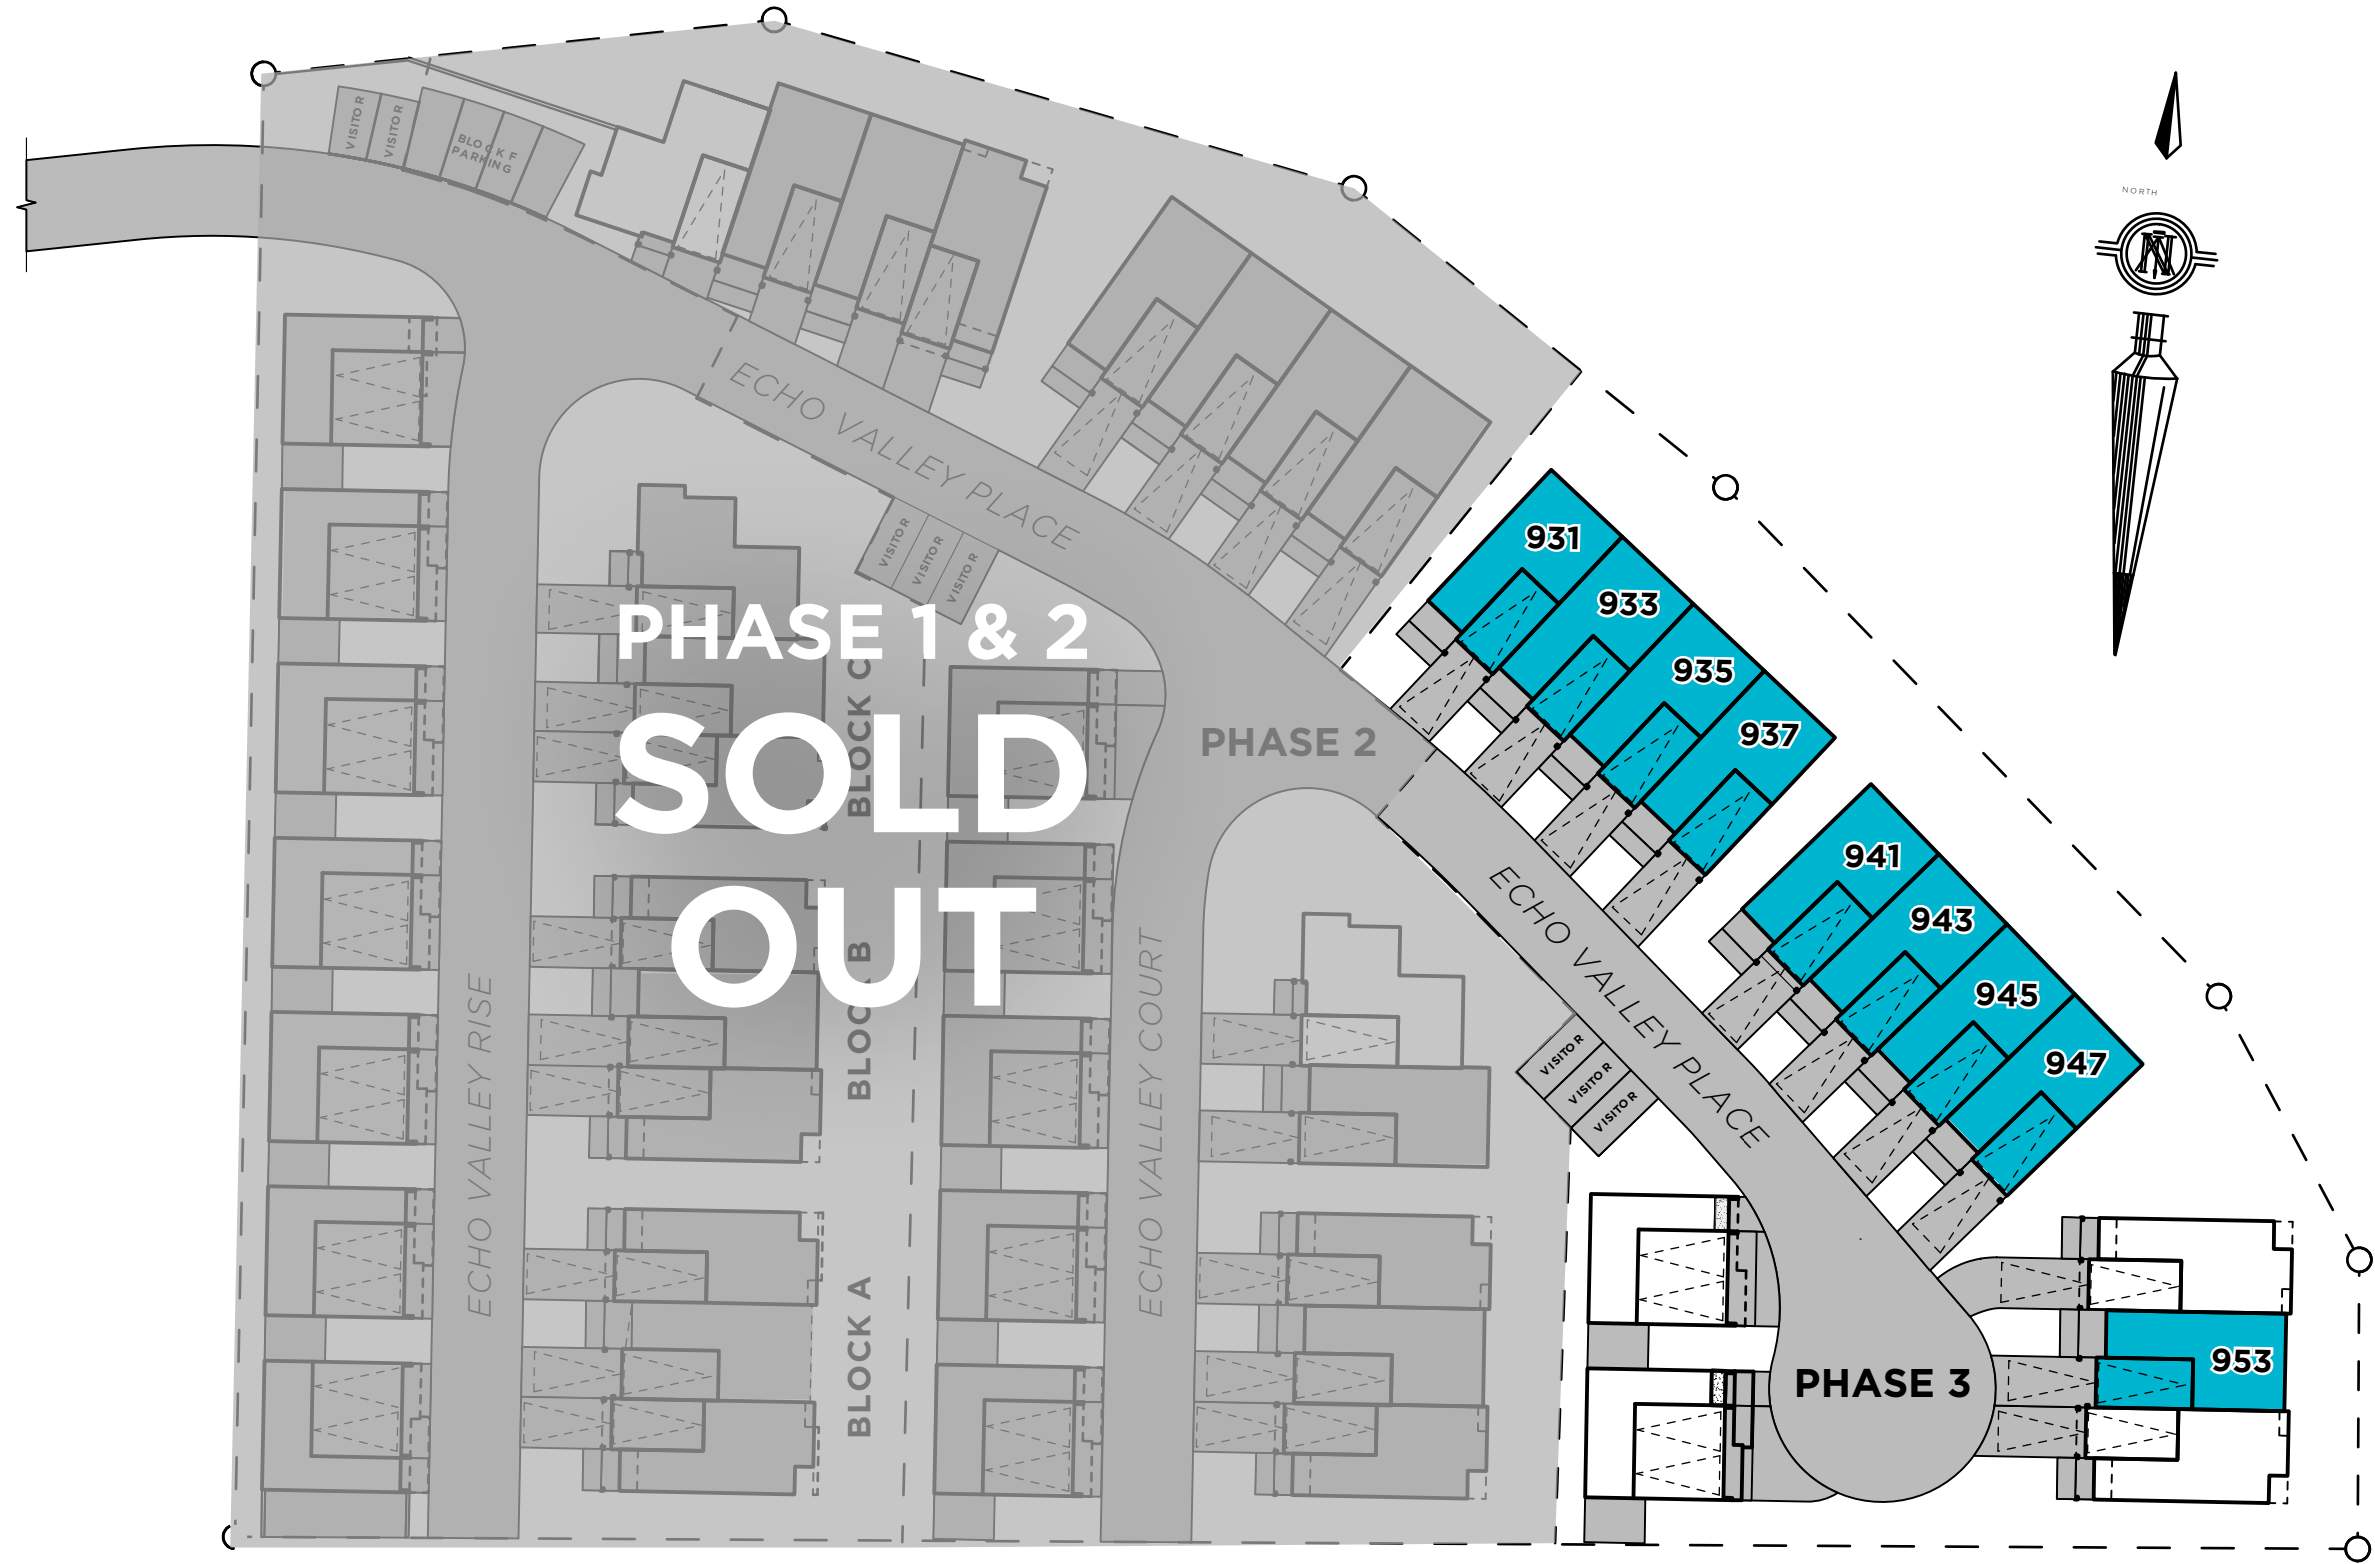 VISITOR
VISITOR
BLOCK F
PARKING
NORTH
ECHO VALLEY PLACE
VISITOR
VISITOR
VISITOR
931
933
935
937
PHASE 1 & 2
SOLD
OUT
BLOCK C
PHASE 2
941
943
945
947
BLOCK B
ECHO VALLEY RISE
ECHO VALLEY COURT
ECHO VALLEY PLACE
VISITOR
VISITOR
VISITOR
BLOCK A
PHASE 3
953